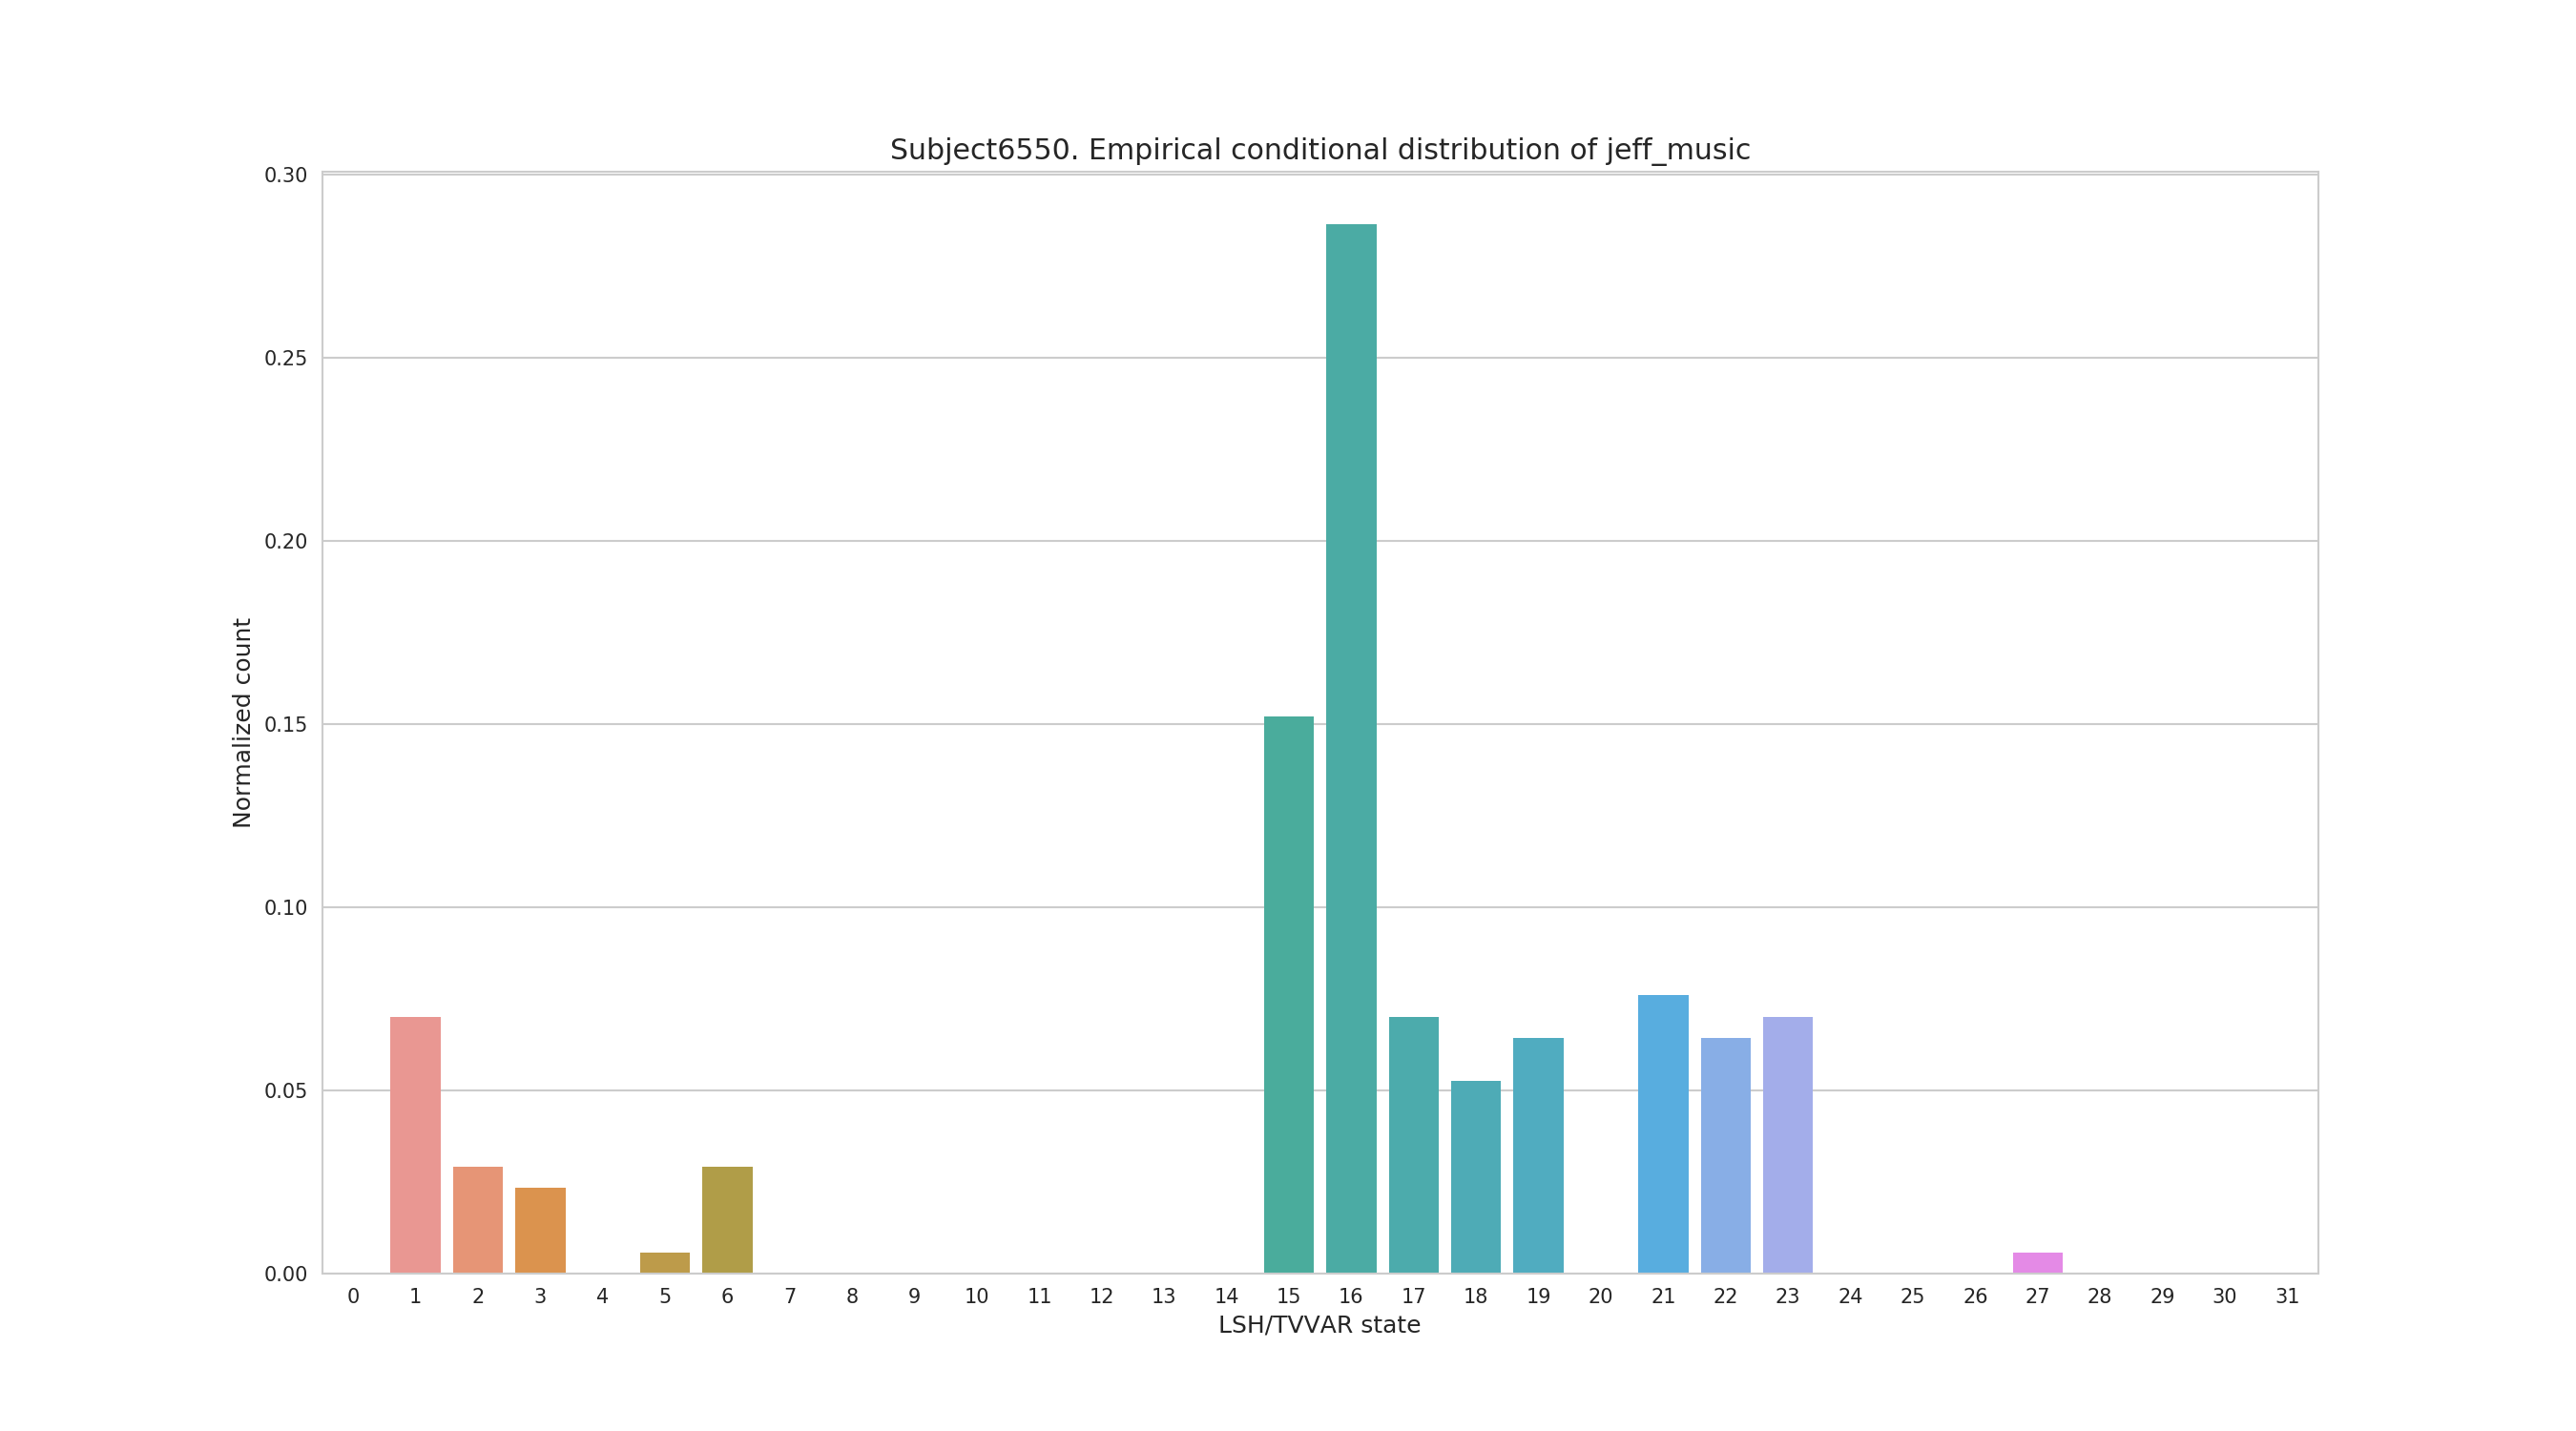 Subject6550. Empirical conditional distribution of jeff_music
0.30
0.25
0.20
0.15
0.10
0.05
0.00
Normalized count
0 1 2 3 4 5 6 7 8 9 10 11 12 13 14 15 16 17 18 19 20 21 22 23 24 25 26 27 28 29 30 31
LSH/TVVAR state